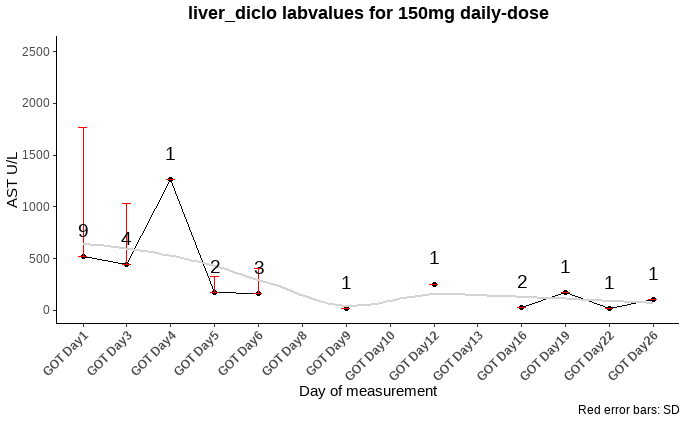 liver_diclo labvalues for 150mg daily-dose
AST U/L
2500
2000
1500
1000
500
0
9
4
1
2
3
1
1
2
1
1
1
GOT Day1
GOT Day3
GOT Day4
GOT Day5
GOT Day6
GOT Day8
GOT Day9
GOT Day10
GOT Day12
GOT Day13
GOT Day16
GOT Day19
GOT Day22
GOT Day26
Day of measurement
Red error bars: SD